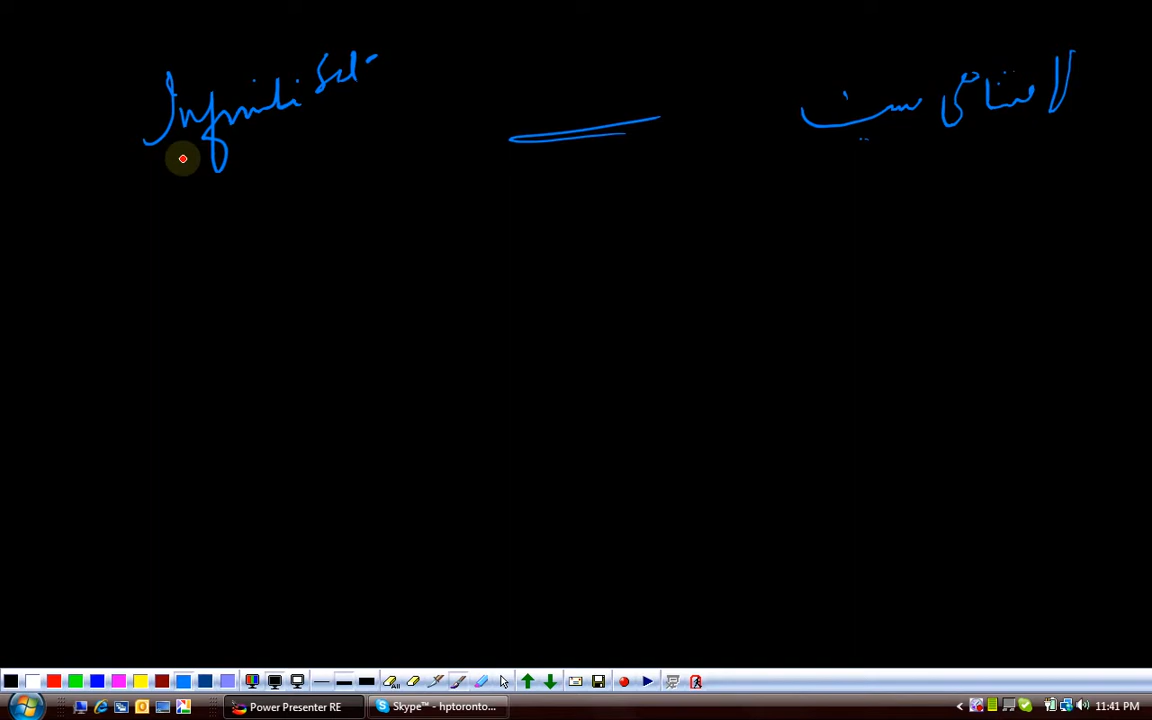 Infinite Set لامتناہی سیٹ
Power Presenter RE
Skype™ - hptoronto...
11:41 PM